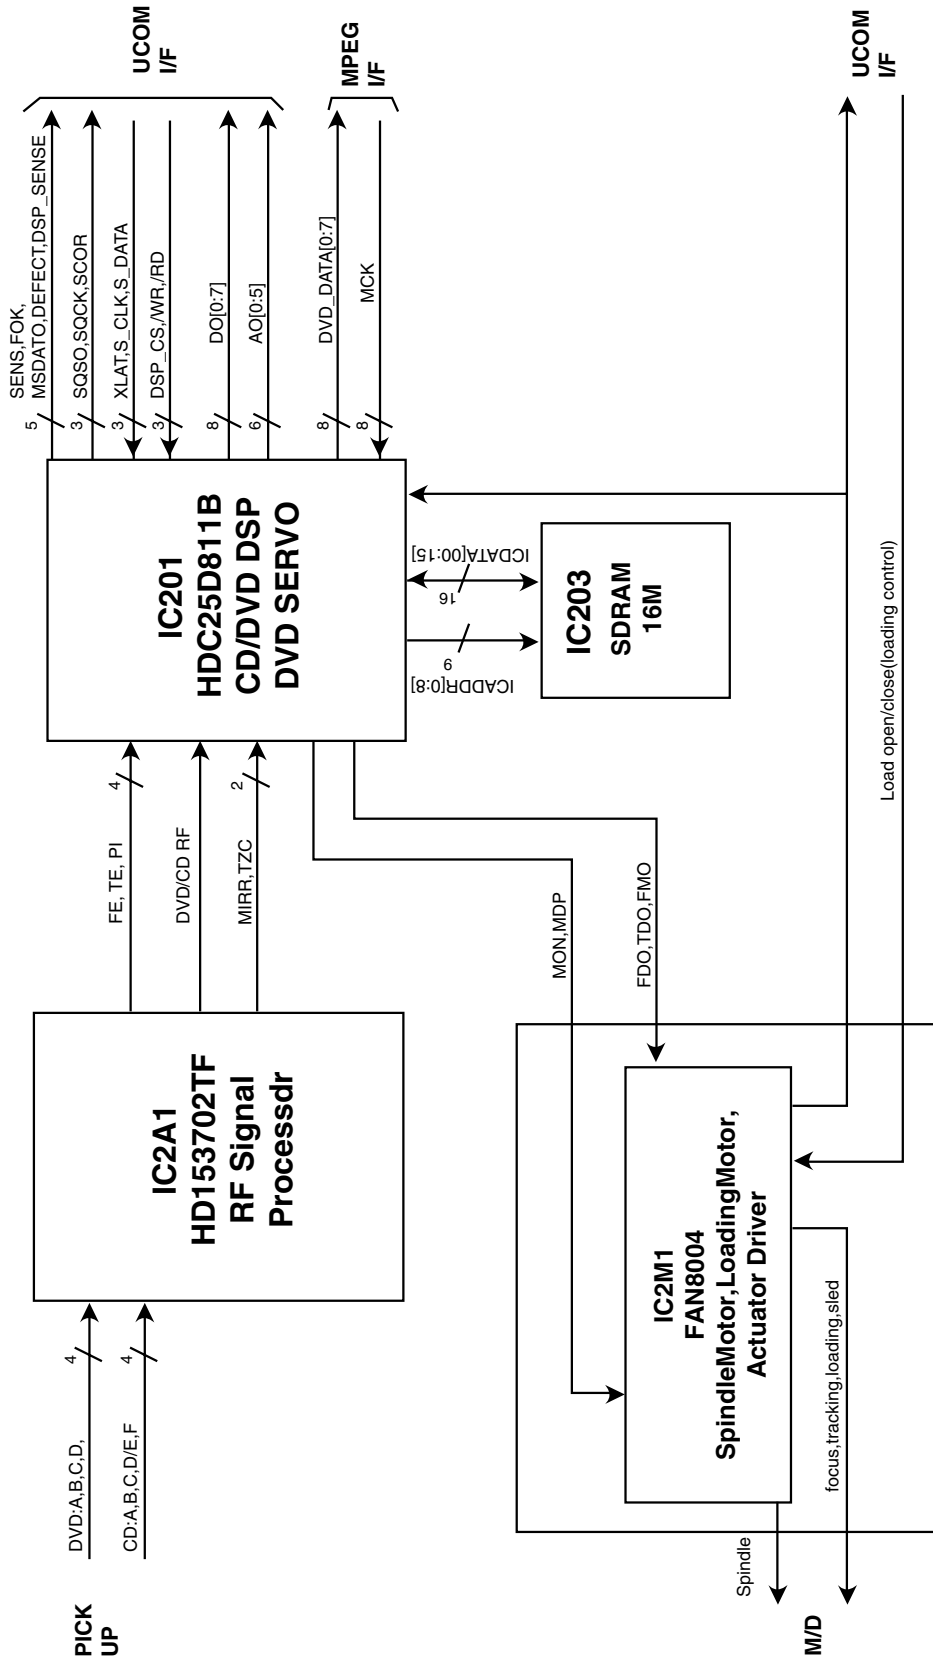 PICK
UP
DVD:A,B,C,D,
4
CD:A,B,C,D/E,F
4
IC2A1
HD153702TF
RF Signal
Processdr
FE, TE, PI
4
DVD/CD RF
MIRR,TZC
2
IC201
HDC25D811B
CD/DVD DSP
DVD SERVO
SENS,FOK,
MSDATO,DEFECT,DSP_SENSE
5
SQSO,SQCK,SCOR
3
XLAT,S_CLK,S_DATA
3
DSP_CS,/WR,/RD
3
DO[0:7]
8
AO[0:5]
6
UCOM
I/F
DVD_DATA[0:7]
8
MCK
8
MPEG
I/F
ICADDR[0:8]
9
ICDATA[00:15]
16
IC203
SDRAM
16M
MON,MDP
FDO,TDO,FMO
IC2M1
FAN8004
SpindleMotor,LoadingMotor,
Actuator Driver
Spindle
M/D
focus,tracking,loading,sled
Load open/close(loading control)
UCOM
I/F